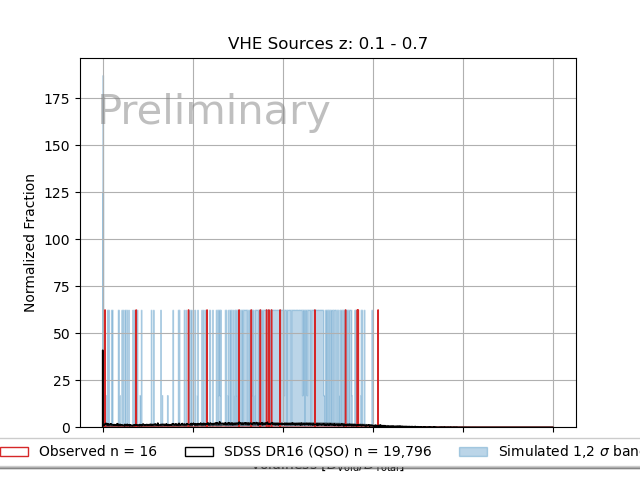 VHE Sources z: 0.1 - 0.7
Preliminary
175
150
125
100
75
50
25
0
Normalized Fraction
Observed n = 16
SDSS DR16 (QSO) n = 19,796
Simulated 1,2 σ